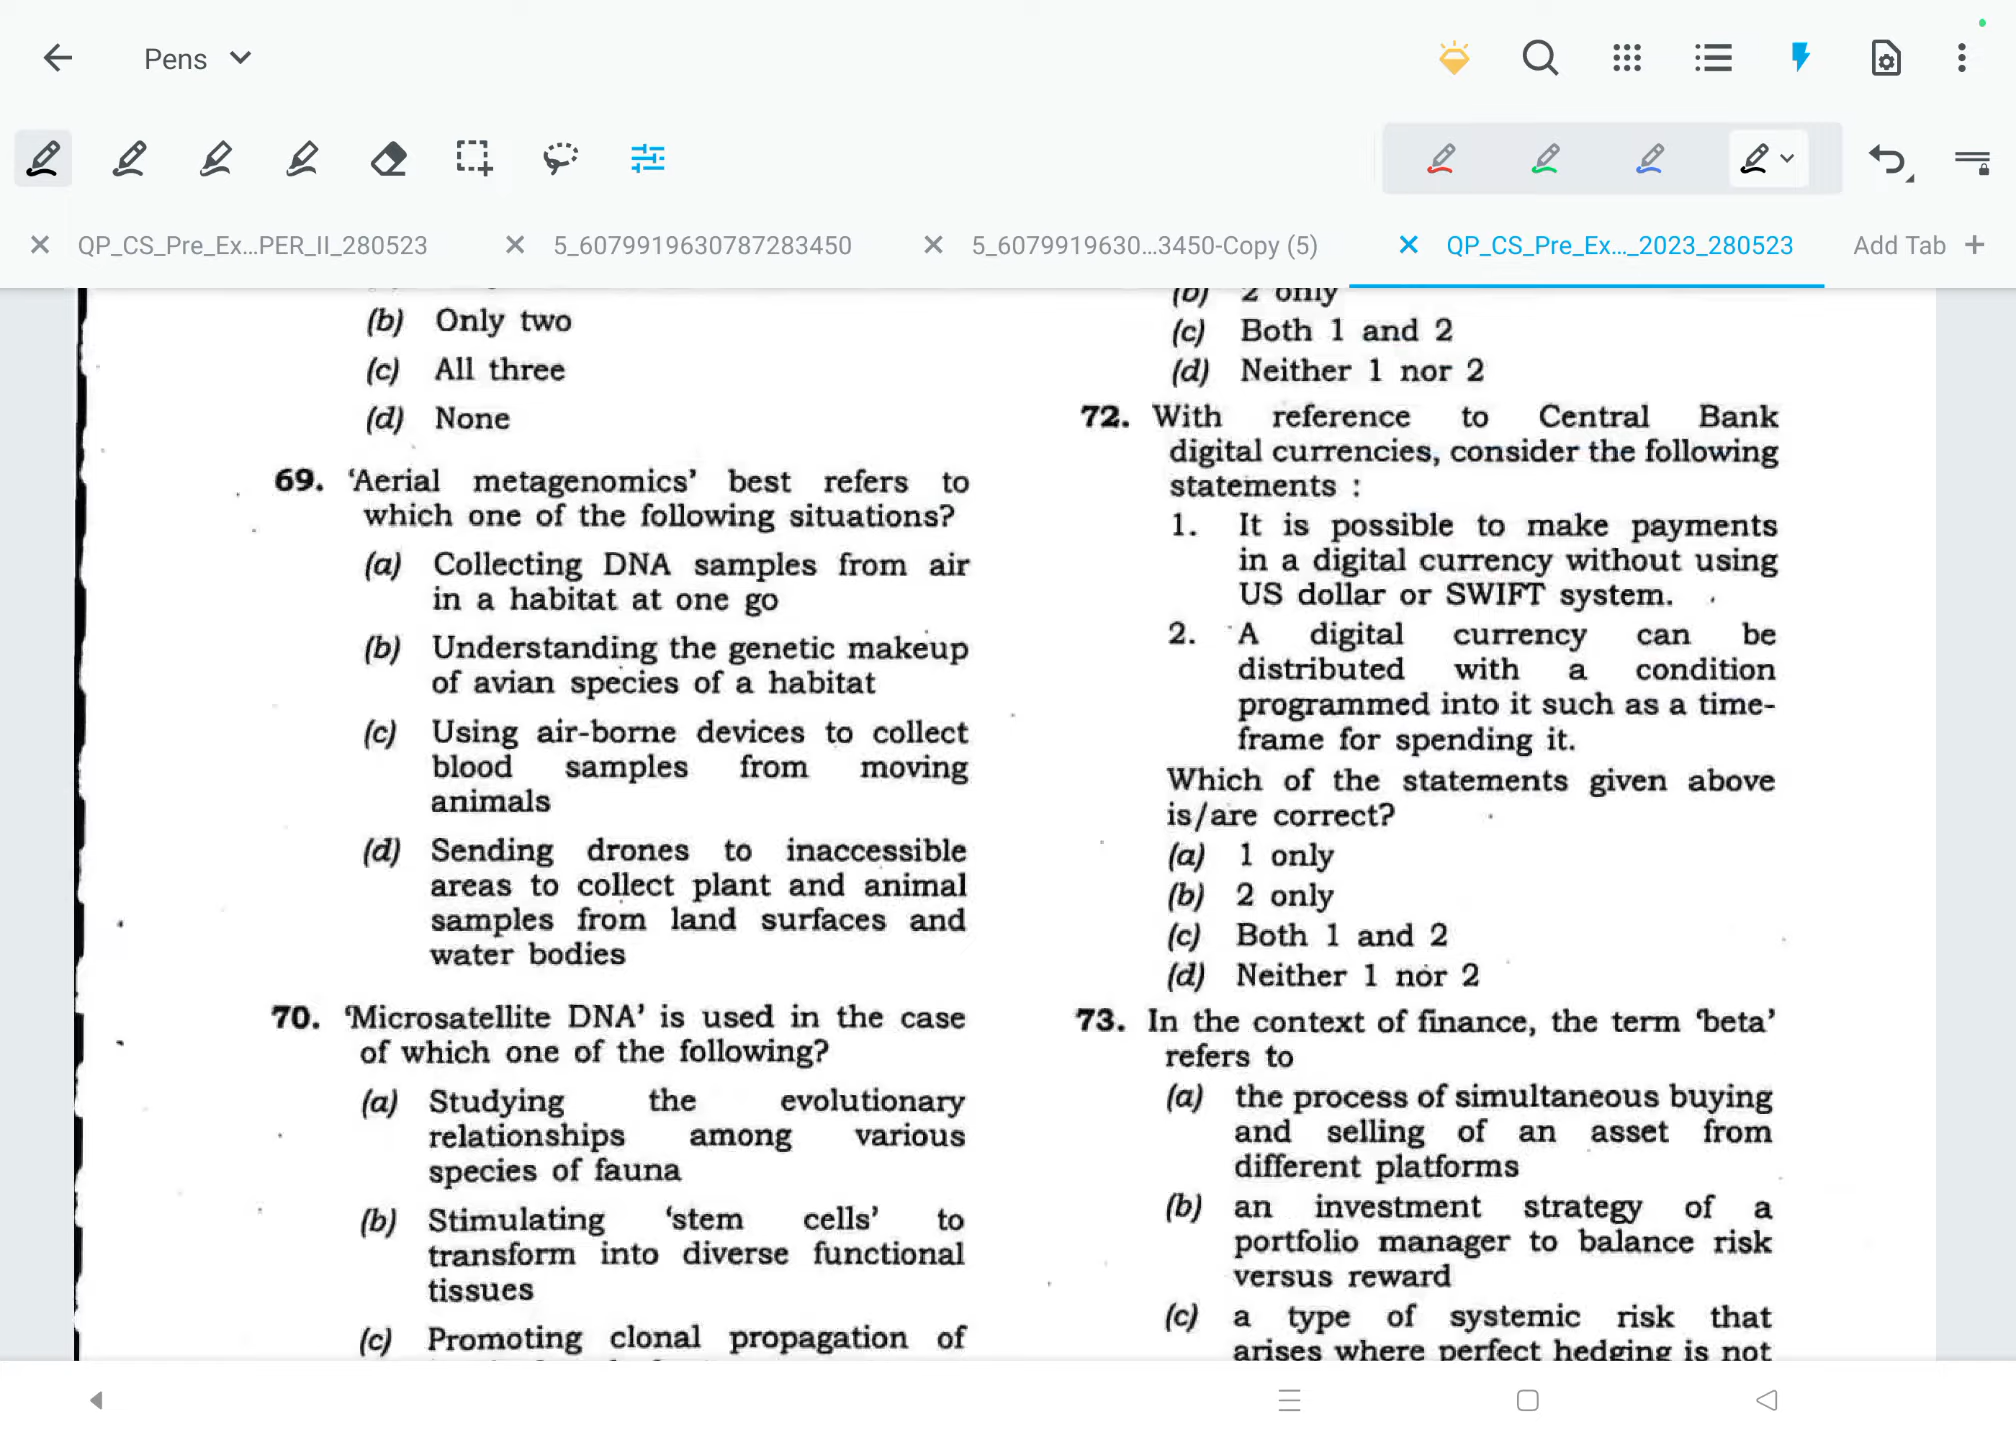 Pens
QP_CS_Pre_Ex...PER_II_280523
5_6079919630787283450
5_6079919630...3450-Copy (5)
QP_CS_Pre_Ex..._2023_280523
Add Tab
(b) Only two
(c) All three
(d) None
69. ‘Aerial metagenomics’ best refers to
which one of the following situations?
(a) Collecting DNA samples from air
in a habitat at one go
(b) Understanding the genetic makeup
of avian species of a habitat
(c) Using air-borne devices to collect
blood samples from moving
animals
(d) Sending drones to inaccessible
areas to collect plant and animal
samples from land surfaces and
water bodies
70. ‘Microsatellite DNA’ is used in the case
of which one of the following?
(a) Studying the evolutionary
relationships among various
species of fauna
(b) Stimulating ‘stem cells’ to
transform into diverse functional
tissues
(c) Promoting clonal propagation of
(b) 2 only
(c) Both 1 and 2
(d) Neither 1 nor 2
72. With reference to Central Bank
digital currencies, consider the following
statements :
1. It is possible to make payments
in a digital currency without using
US dollar or SWIFT system.
2. A digital currency can be
distributed with a condition
programmed into it such as a time-
frame for spending it.
Which of the statements given above
is/are correct?
(a) 1 only
(b) 2 only
(c) Both 1 and 2
(d) Neither 1 nor 2
73. In the context of finance, the term ‘beta’
refers to
(a) the process of simultaneous buying
and selling of an asset from
different platforms
(b) an investment strategy of a
portfolio manager to balance risk
versus reward
(c) a type of systemic risk that
arises where perfect hedging is not